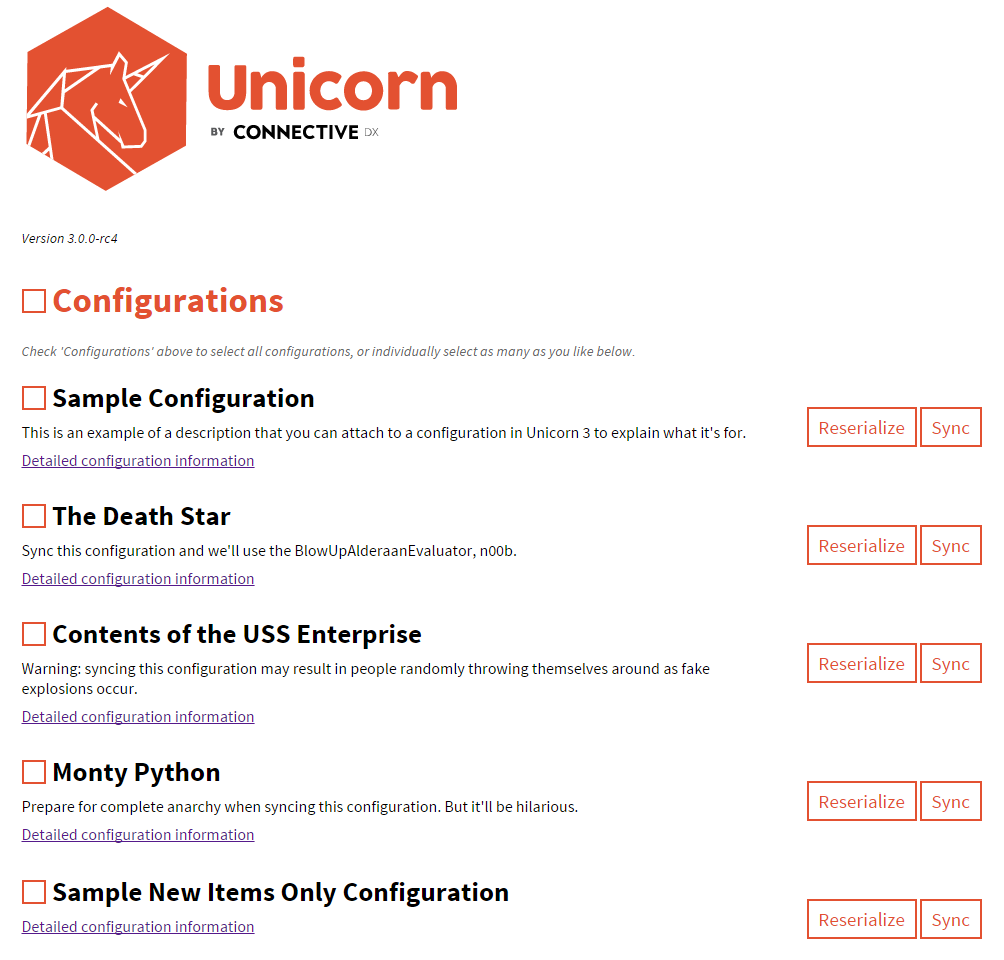 Unicorn
BY CONNECTIVE DX
Version 3.0.0-rc4
Configurations
Check 'Configurations' above to select all configurations, or individually select as many as you like below.
Sample Configuration
This is an example of a description that you can attach to a configuration in Unicorn 3 to explain what it's for.
Reserialize Sync
Detailed configuration information
The Death Star
Sync this configuration and we'll use the BlowUpAlderaanEvaluator, n00b.
Reserialize Sync
Detailed configuration information
Contents of the USS Enterprise
Warning: syncing this configuration may result in people randomly throwing themselves around as fake
explosions occur.
Reserialize Sync
Detailed configuration information
Monty Python
Prepare for complete anarchy when syncing this configuration. But it'll be hilarious.
Reserialize Sync
Detailed configuration information
Sample New Items Only Configuration
Reserialize Sync
Detailed configuration information